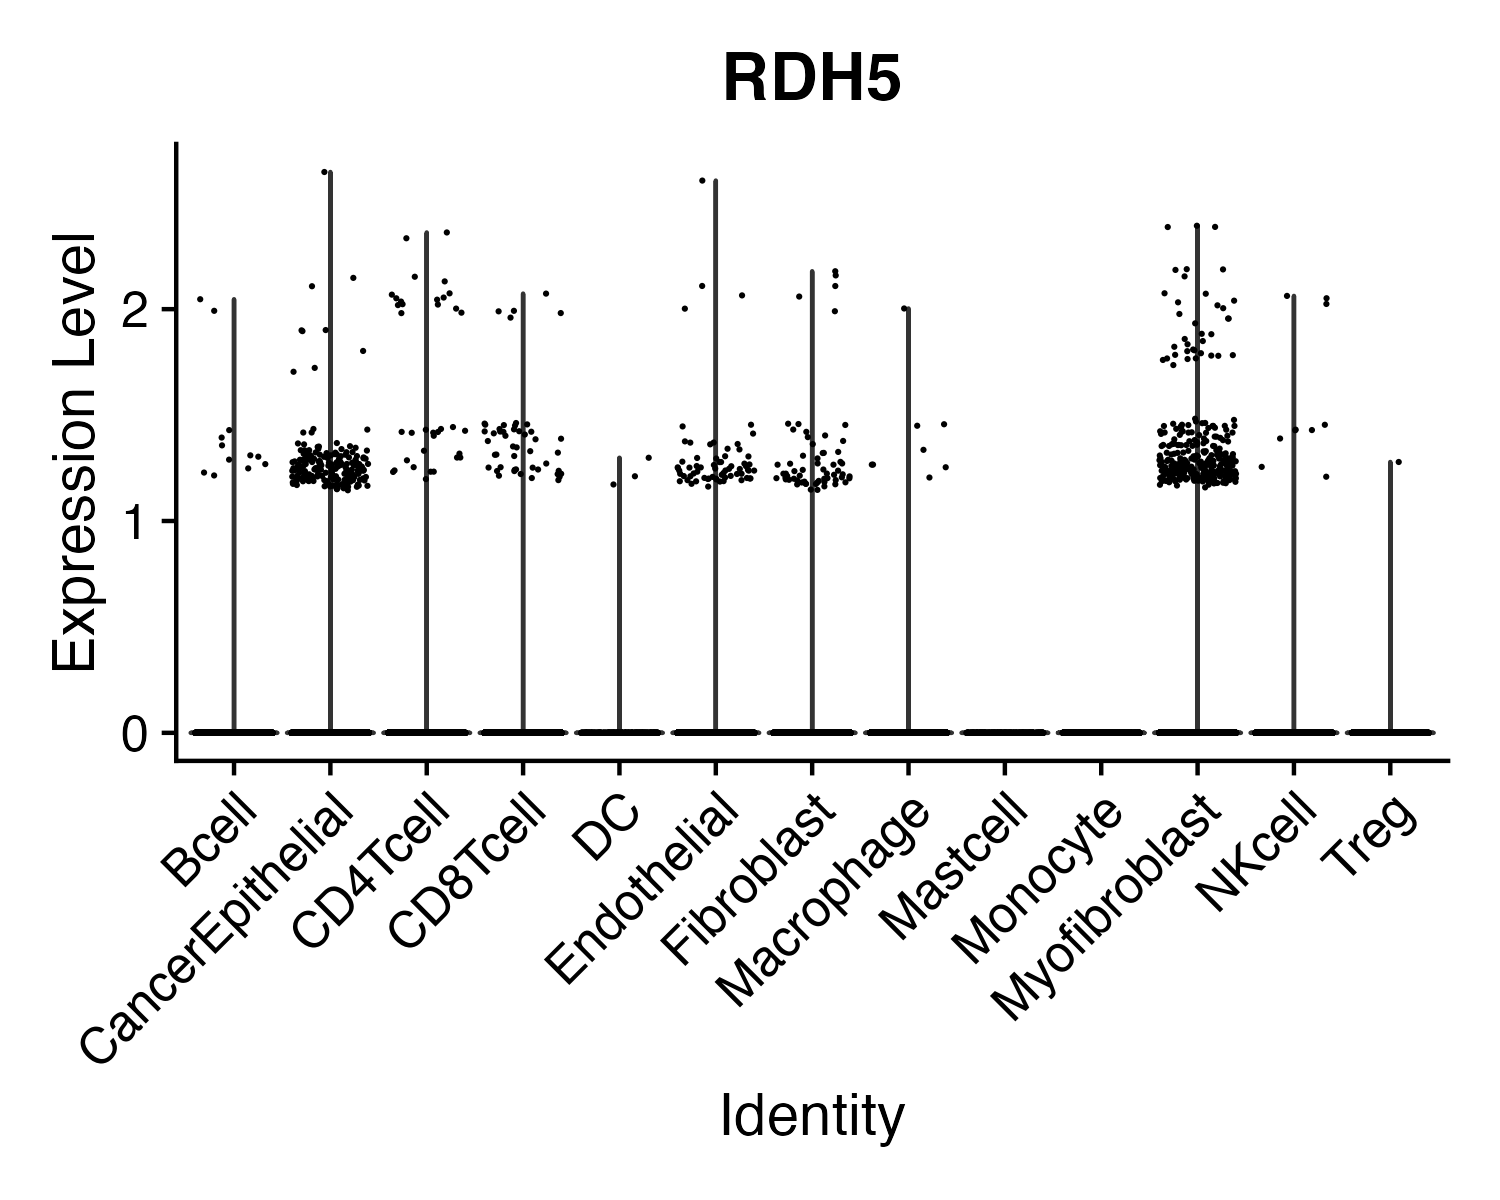 RDH5
Expression Level
2
1
0
Bcell
CancerEpithelial
CD4Tcell
CD8Tcell
DC
Endothelial
Fibroblast
Macrophage
Mastcell
Monocyte
Myofibroblast
NKcell
Treg
Identity